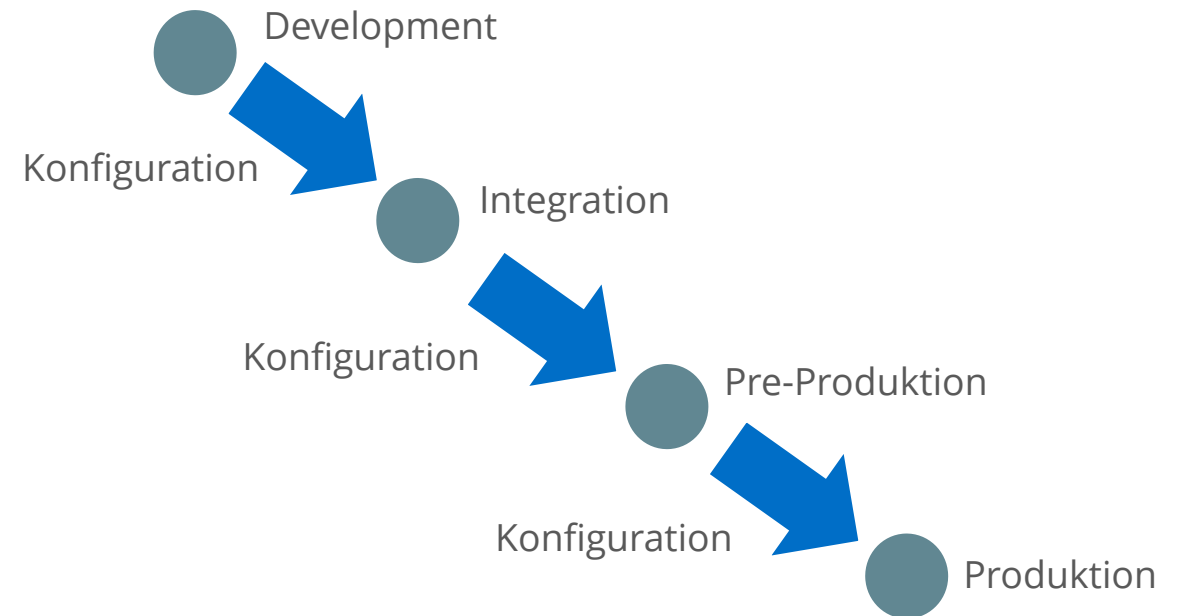 Development
Konfiguration
Integration
Konfiguration
Pre-Produktion
Konfiguration
Produktion